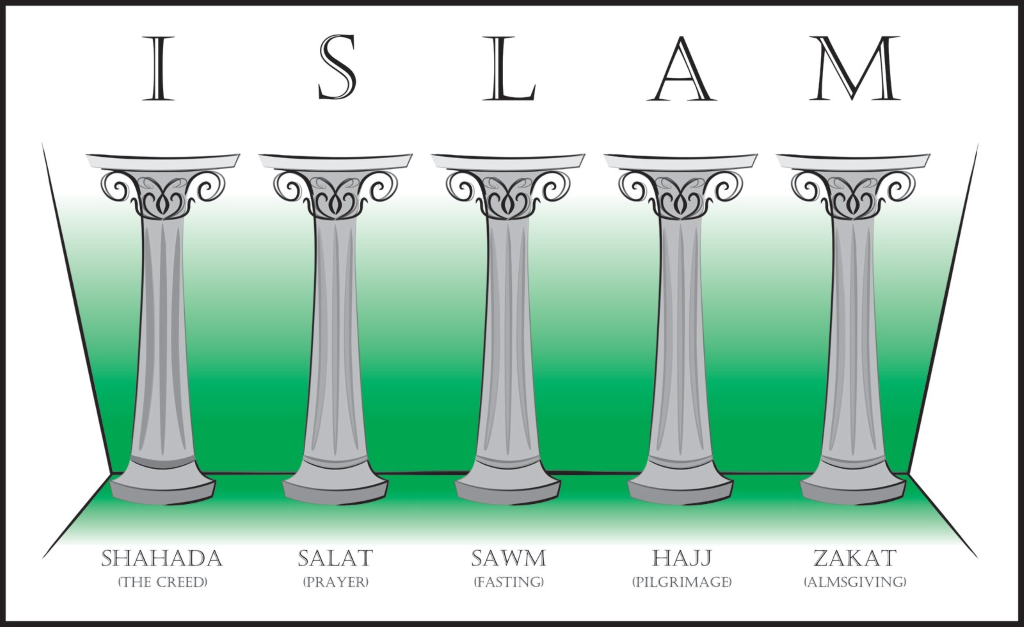 I S L A M
SHAHADA SALAT SAWM HAJJ ZAKAT
(THE CREED) (PRAYER) (FASTING) (PILGRIMAGE) (ALMSGIVING)